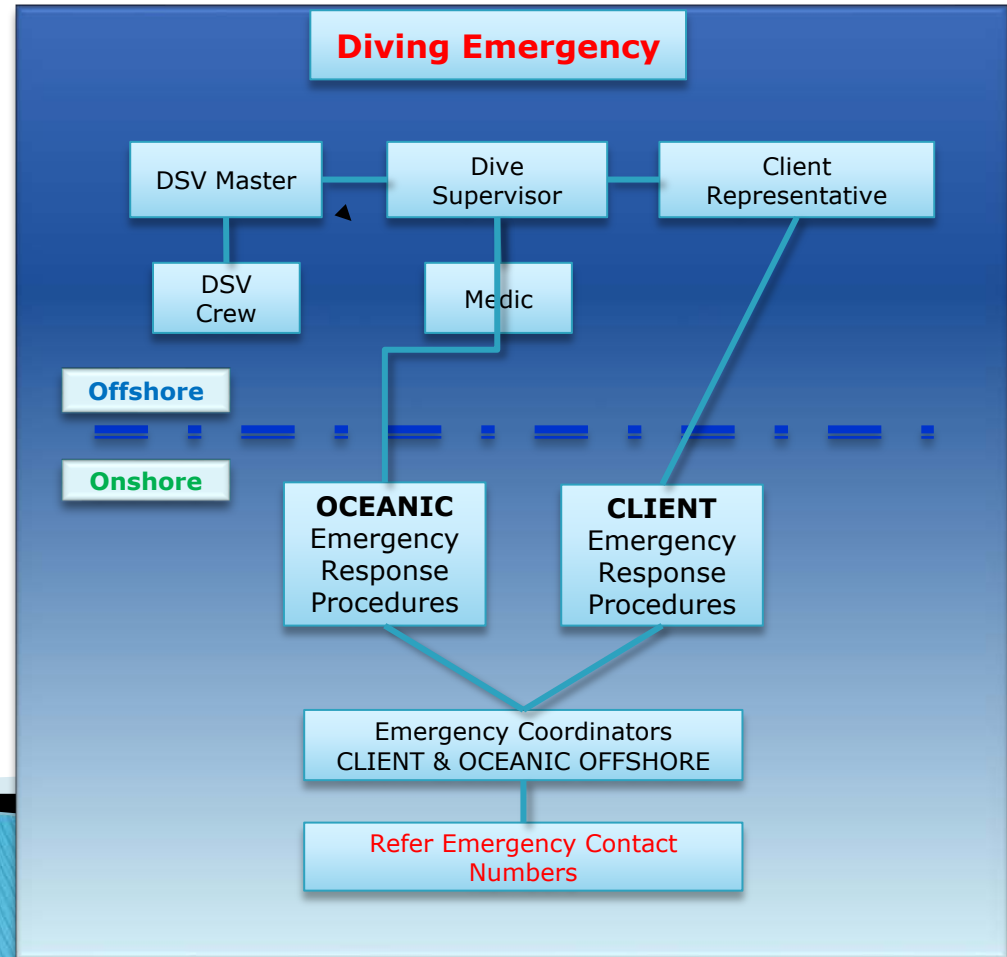 Diving Emergency
DSV Master
Dive
Supervisor
Client
Representative
DSV
Crew
Medic
Offshore
Onshore
OCEANIC
Emergency
Response
Procedures
CLIENT
Emergency
Response
Procedures
Emergency Coordinators
CLIENT & OCEANIC OFFSHORE
Refer Emergency Contact
Numbers